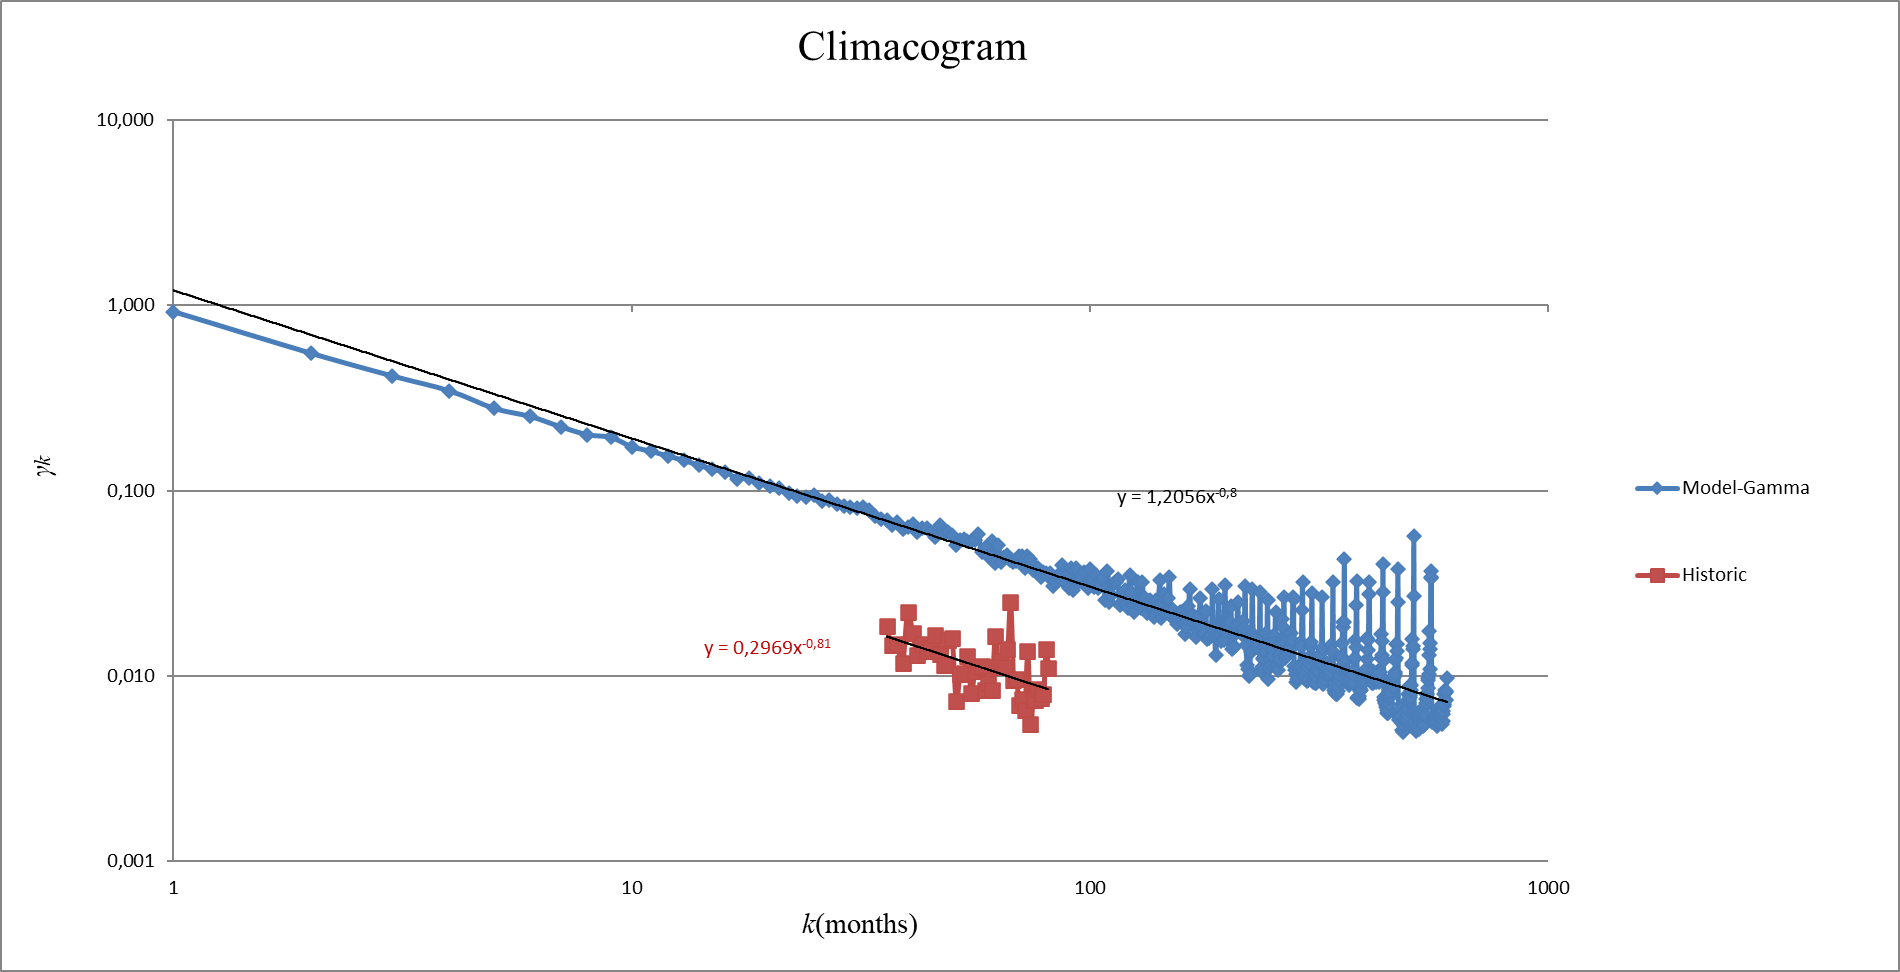 Climacogram
10,000
1,000
0,100
0,010
0,001
γk
y = 1,2056x^-0,8
y = 0,2969x^-0,81
Model-Gamma
Historic
1 10 100 1000
k(months)